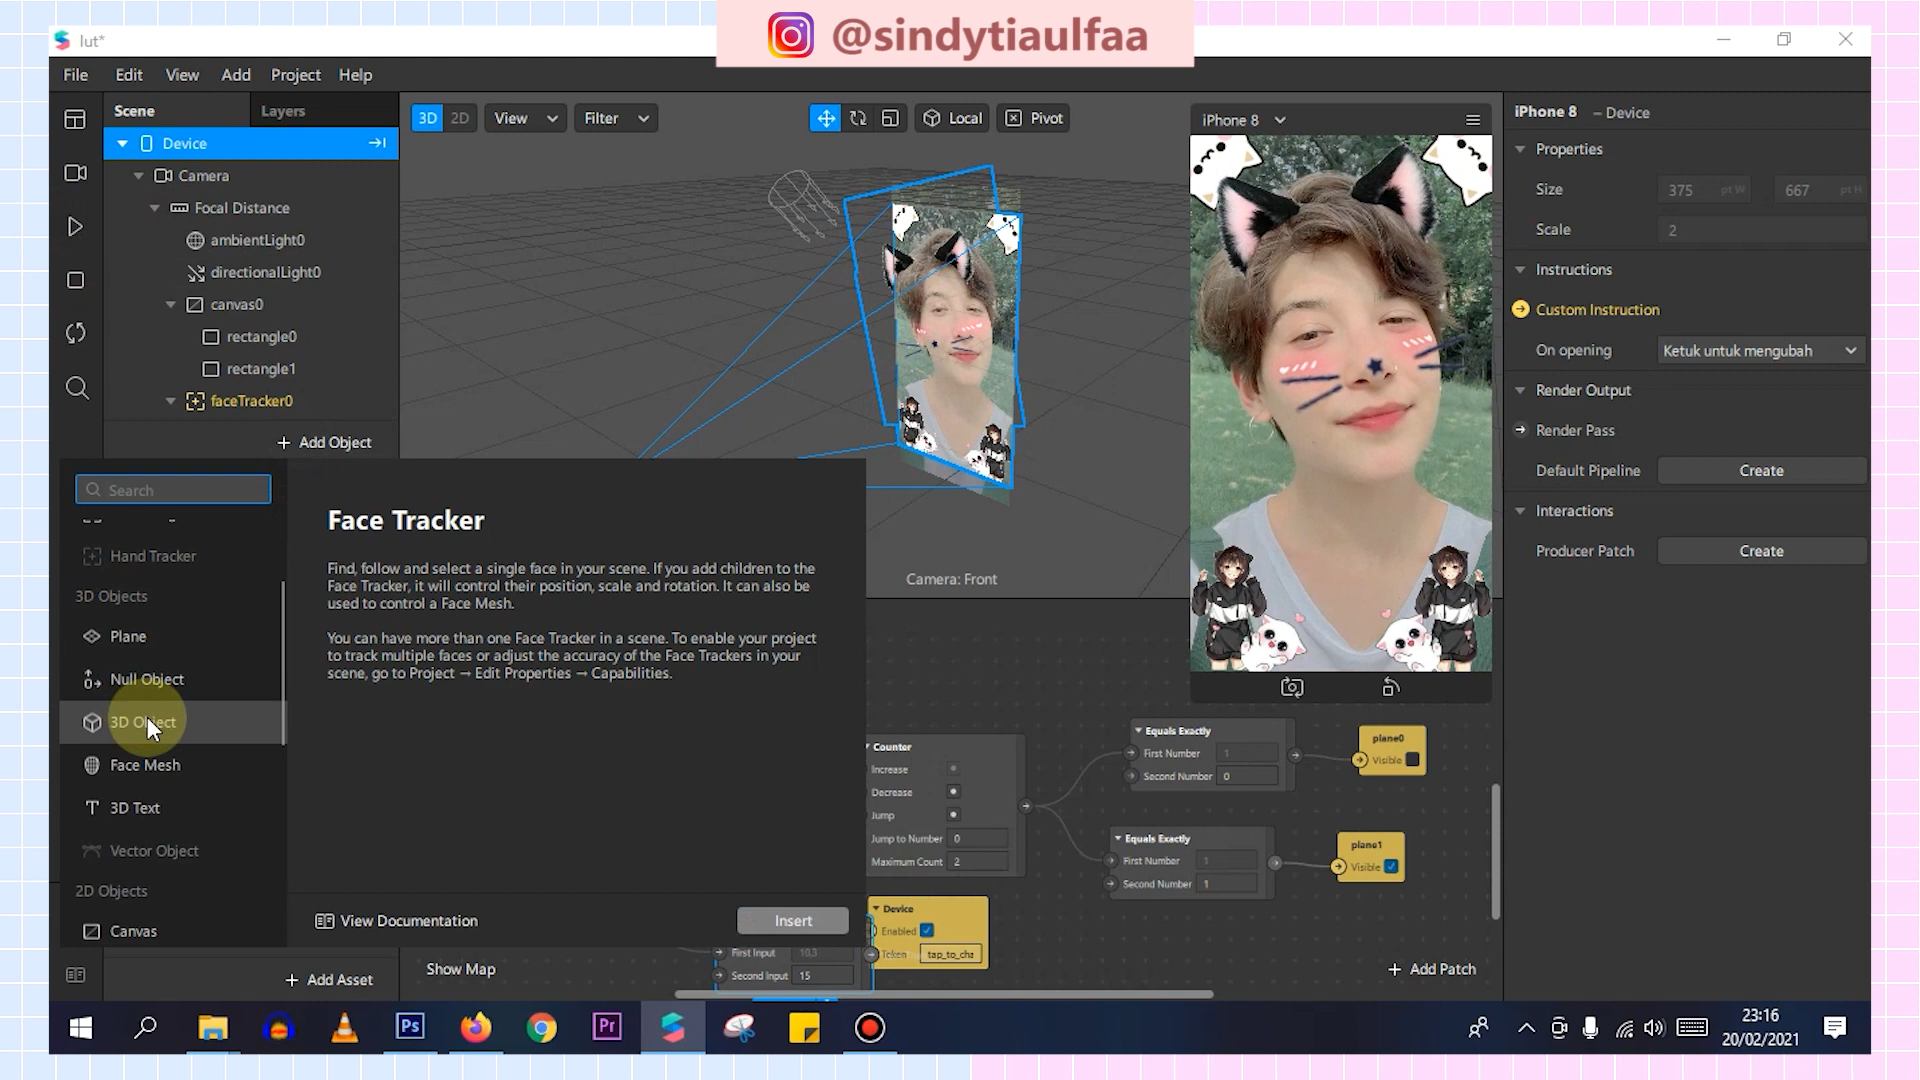 @sindytiaulfaa
lut*
File Edit View Add Project Help
Scene Layers
Device
Camera
Focal Distance
ambientLight0
directionalLight0
canvas0
rectangle0
rectangle1
faceTracker0
+ Add Object
3D 2D View Filter Local Pivot
iPhone 8
Camera: Front
iPhone 8 – Device
Properties
Size 375 pt W 667 pt H
Scale 2
Instructions
Custom Instruction
On opening Ketuk untuk mengubah
Render Output
Render Pass
Default Pipeline Create
Interactions
Producer Patch Create
Search
Hand Tracker
3D Objects
Plane
Null Object
3D Object
Face Mesh
3D Text
Vector Object
2D Objects
Canvas
Face Tracker
Find, follow and select a single face in your scene. If you add children to the
Face Tracker, it will control their position, scale and rotation. It can also be
used to control a Face Mesh.
You can have more than one Face Tracker in a scene. To enable your project
to track multiple faces or adjust the accuracy of the Face Trackers in your
scene, go to Project → Edit Properties → Capabilities.
View Documentation
Insert
Counter
Increase
Decrease
Jump
Jump to Number 0
Maximum Count 2
Equals Exactly
First Number 1
Second Number 0
plane0
Visible
Equals Exactly
First Number 1
Second Number 1
plane1
Visible
Device
Enabled
Token tap_to_cha
First Input 10,3
Second Input 15
+ Add Asset
Show Map
+ Add Patch
Ps
Pr
23:16
20/02/2021